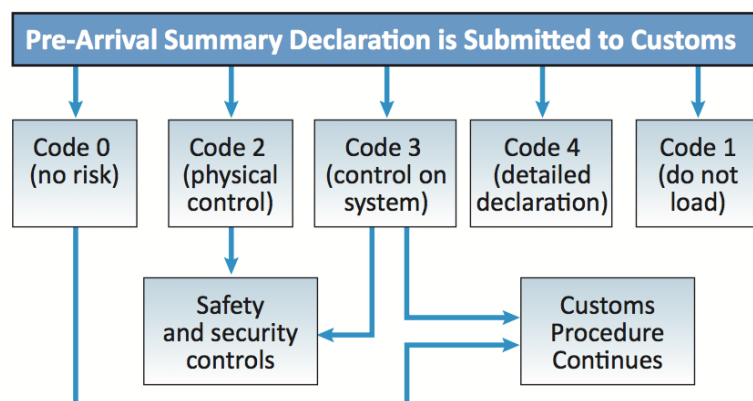 Pre-Arrival Summary Declaration is Submitted to Customs
Code 0
(no risk)
Code 2
(physical
control)
Code 3
(control on
system)
Code 4
(detailed
declaration)
Code 1
(do not
load)
Safety
and security
controls
Customs
Procedure
Continues